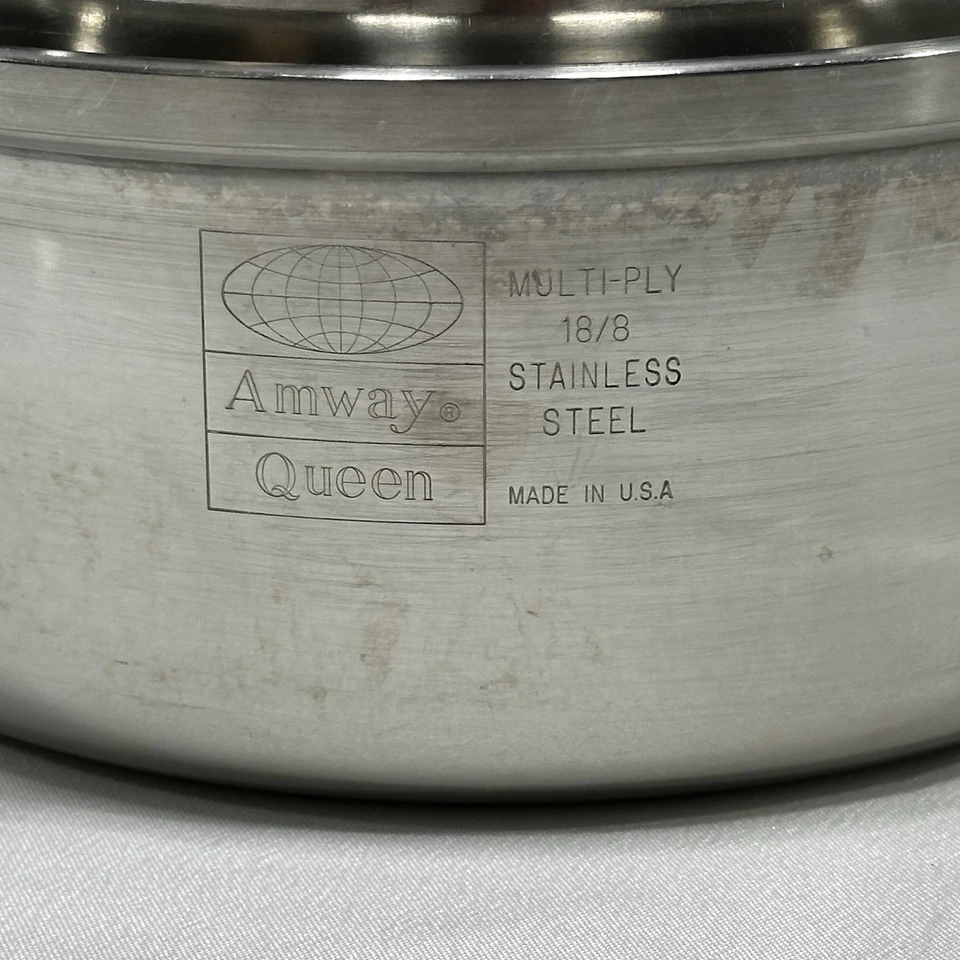 Amway®
Queen
MULTI-PLY
18/8
STAINLESS
STEEL
MADE IN U.S.A